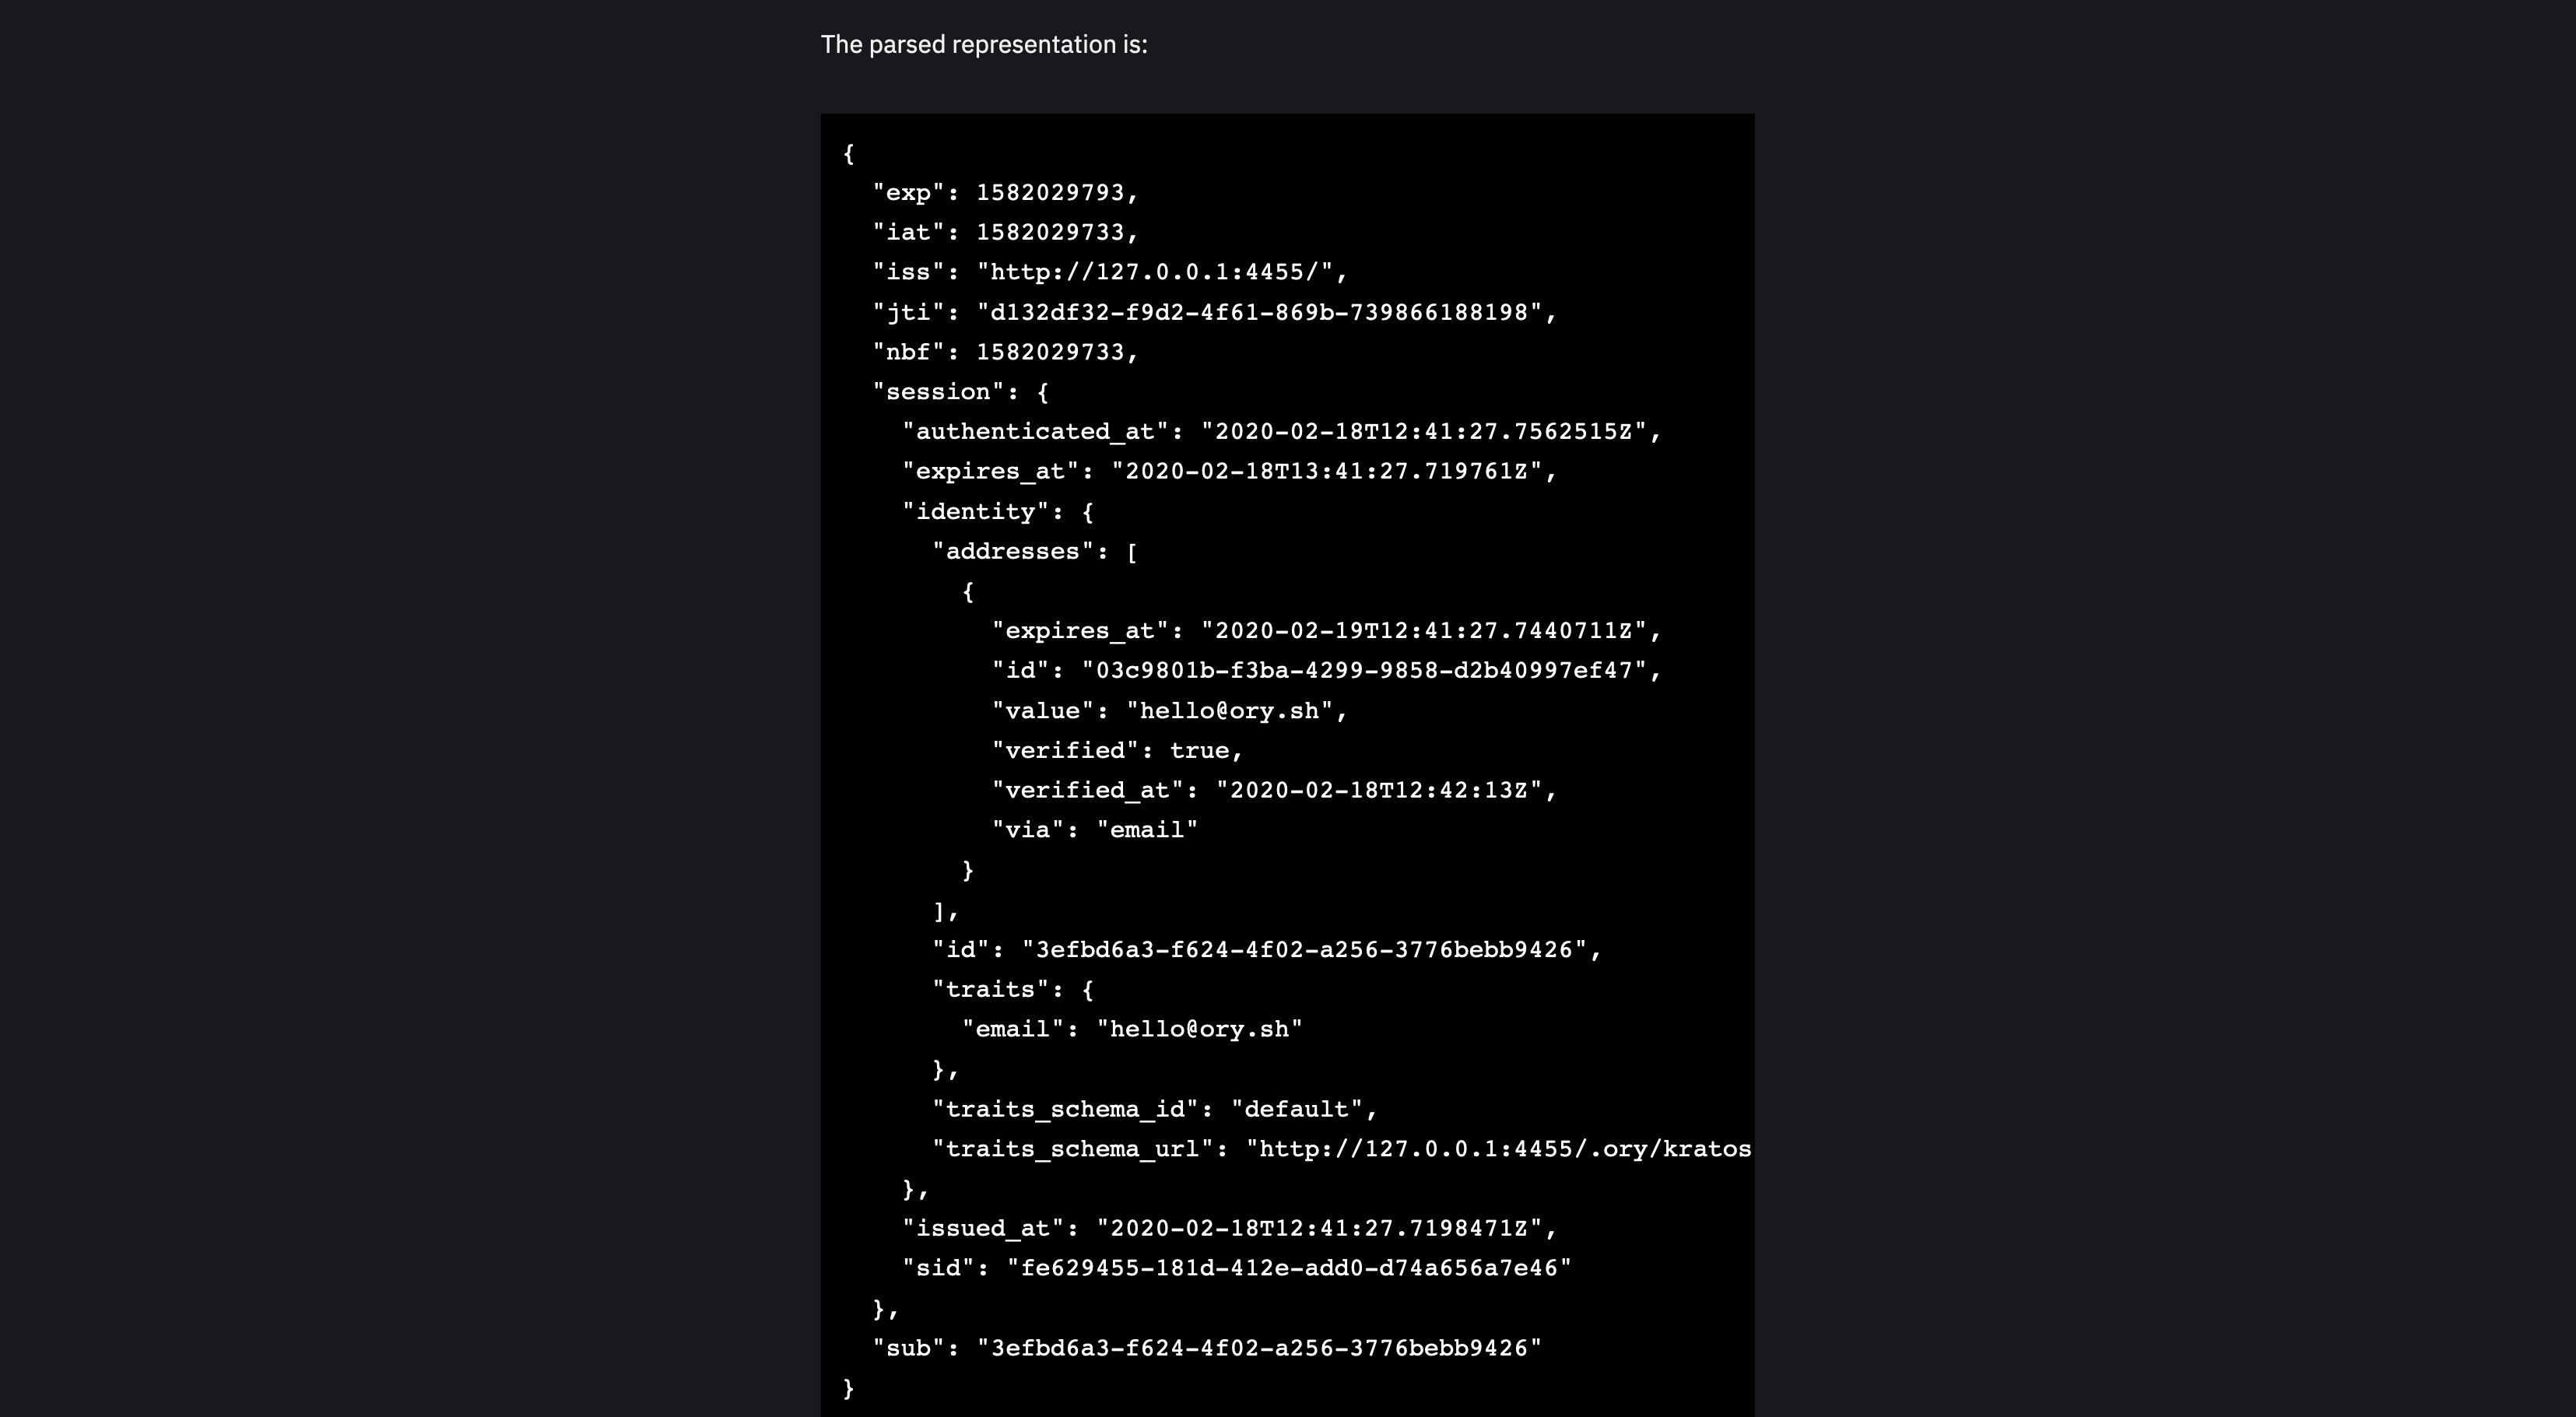 The parsed representation is:
{
  "exp": 1582029793,
  "iat": 1582029733,
  "iss": "http://127.0.0.1:4455/",
  "jti": "d132df32-f9d2-4f61-869b-739866188198",
  "nbf": 1582029733,
  "session": {
    "authenticated_at": "2020-02-18T12:41:27.7562515Z",
    "expires_at": "2020-02-18T13:41:27.719761Z",
    "identity": {
      "addresses": [
        {
          "expires_at": "2020-02-19T12:41:27.7440711Z",
          "id": "03c9801b-f3ba-4299-9858-d2b40997ef47",
          "value": "hello@ory.sh",
          "verified": true,
          "verified_at": "2020-02-18T12:42:13Z",
          "via": "email"
        }
      ],
      "id": "3efbd6a3-f624-4f02-a256-3776bebb9426",
      "traits": {
        "email": "hello@ory.sh"
      },
      "traits_schema_id": "default",
      "traits_schema_url": "http://127.0.0.1:4455/.ory/kratos
    },
    "issued_at": "2020-02-18T12:41:27.7198471Z",
    "sid": "fe629455-181d-412e-add0-d74a656a7e46"
  },
  "sub": "3efbd6a3-f624-4f02-a256-3776bebb9426"
}